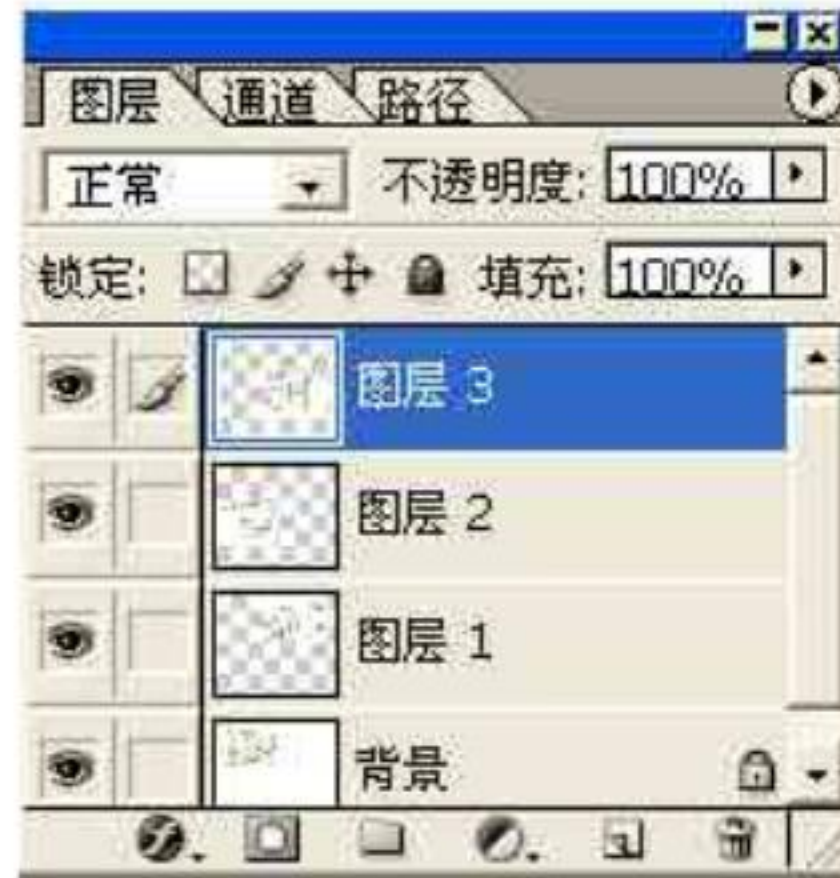 图层 通道 路径
正常 不透明度: 100%
锁定: 填充: 100%
图层 3
图层 2
图层 1
背景